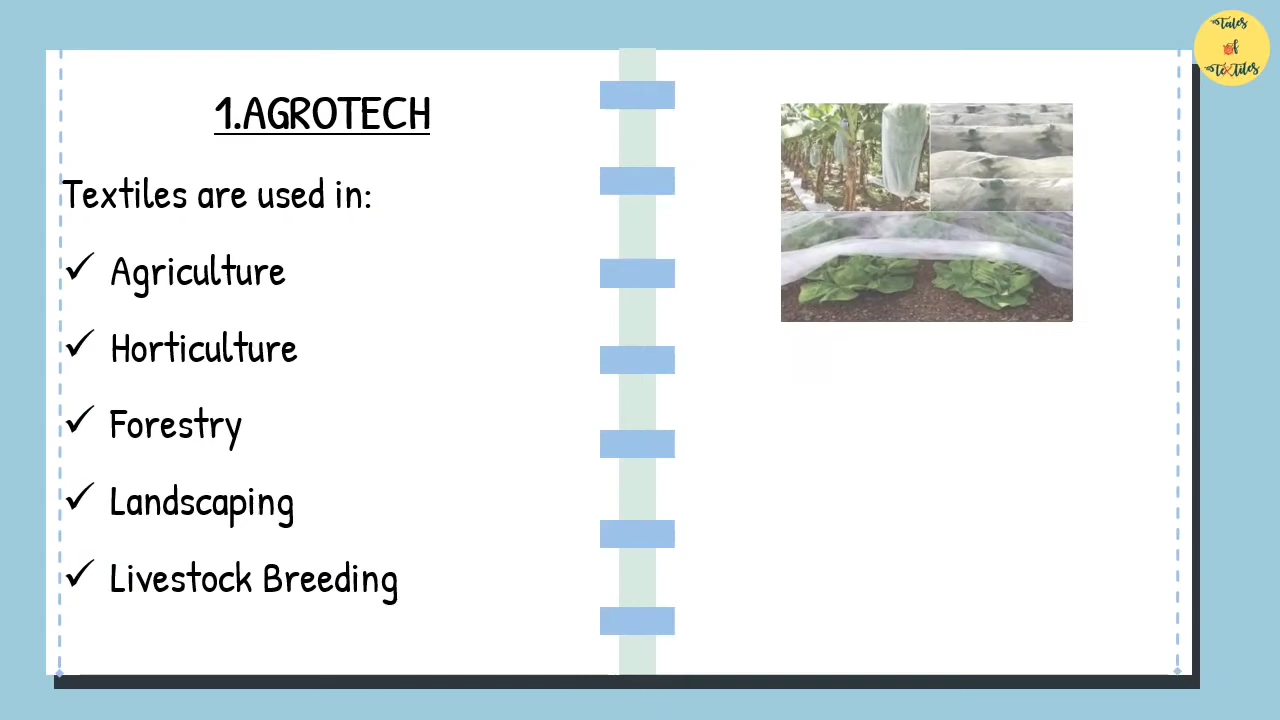 1.AGROTECH
Textiles are used in:
✓ Agriculture
✓ Horticulture
✓ Forestry
✓ Landscaping
✓ Livestock Breeding
Tales
of
TeXTiles